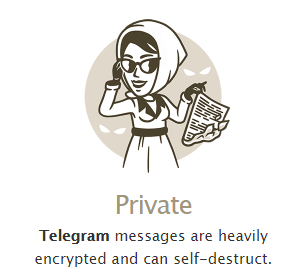 Private
Telegram messages are heavily
encrypted and can self-destruct.